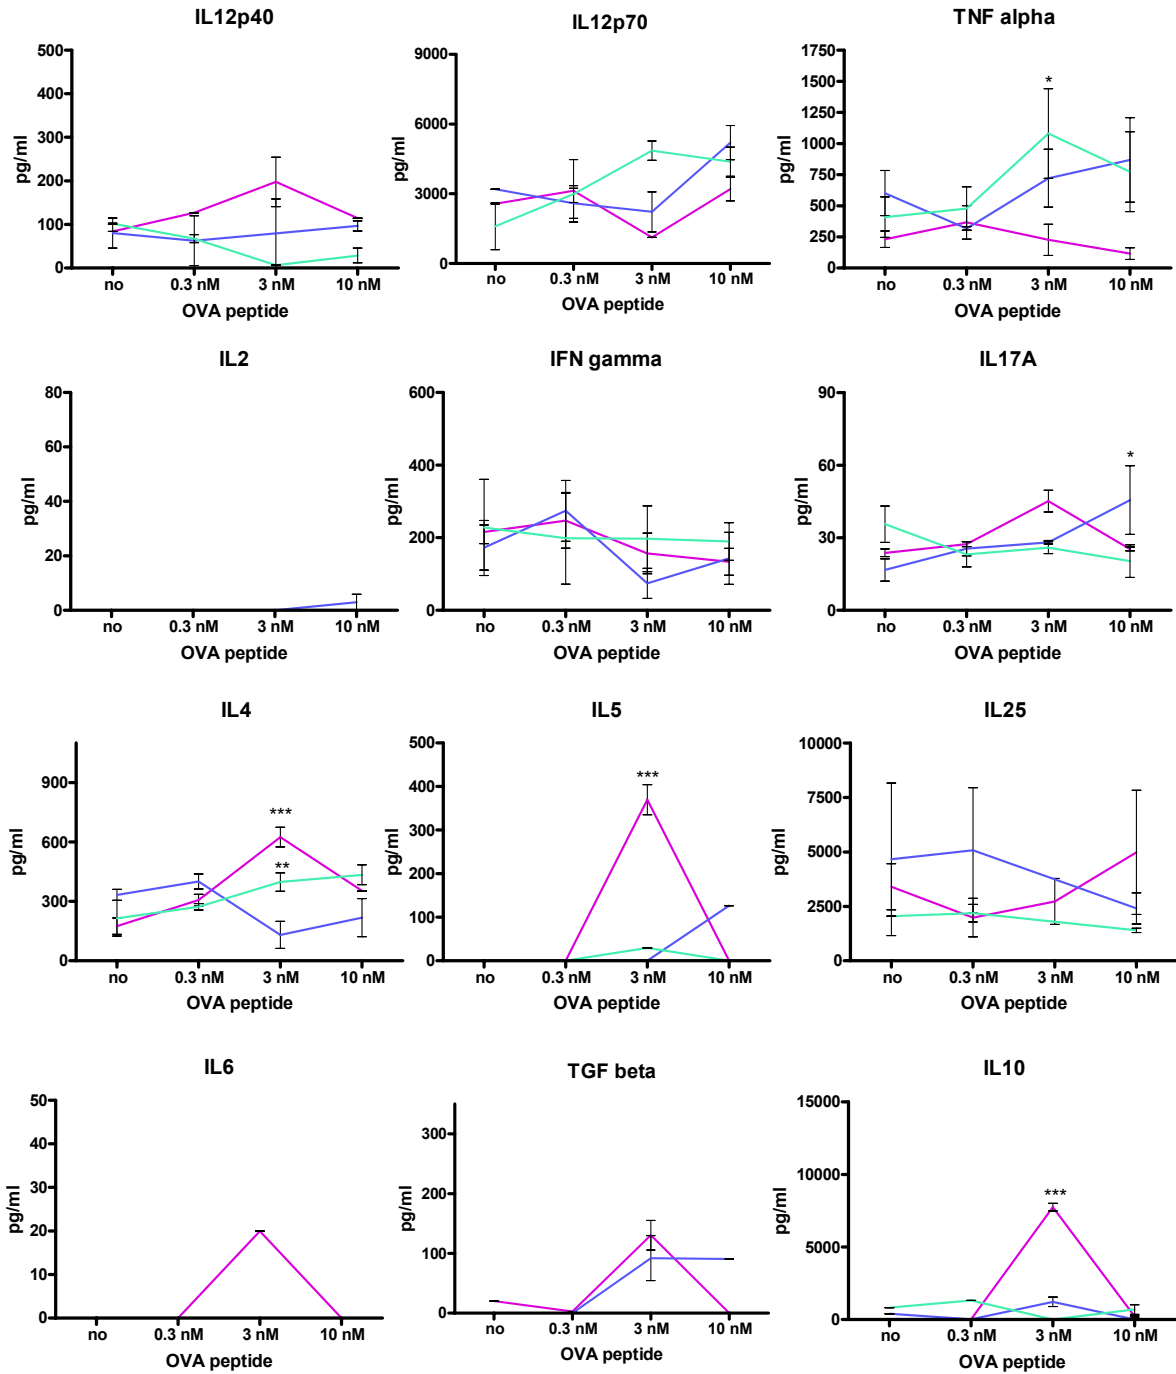 IL12p40
500
400
300
200
100
0
pg/ml
no 0.3 nM 3 nM 10 nM
OVA peptide
IL12p70
9000
6000
3000
0
pg/ml
no 0.3 nM 3 nM 10 nM
OVA peptide
TNF alpha
1750
1500
1250
1000
750
500
250
0
pg/ml
*
no 0.3 nM 3 nM 10 nM
OVA peptide
IL2
80
60
40
20
0
pg/ml
no 0.3 nM 3 nM 10 nM
OVA peptide
IFN gamma
600
400
200
0
pg/ml
no 0.3 nM 3 nM 10 nM
OVA peptide
IL17A
90
60
30
0
pg/ml
*
no 0.3 nM 3 nM 10 nM
OVA peptide
IL4
900
600
300
0
pg/ml
***
**
no 0.3 nM 3 nM 10 nM
OVA peptide
IL5
500
400
300
200
100
0
pg/ml
***
no 0.3 nM 3 nM 10 nM
OVA peptide
IL25
10000
7500
5000
2500
0
pg/ml
no 0.3 nM 3 nM 10 nM
OVA peptide
IL6
50
40
30
20
10
0
pg/ml
no 0.3 nM 3 nM 10 nM
OVA peptide
TGF beta
300
200
100
0
pg/ml
no 0.3 nM 3 nM 10 nM
OVA peptide
IL10
15000
10000
5000
0
pg/ml
***
no 0.3 nM 3 nM 10 nM
OVA peptide